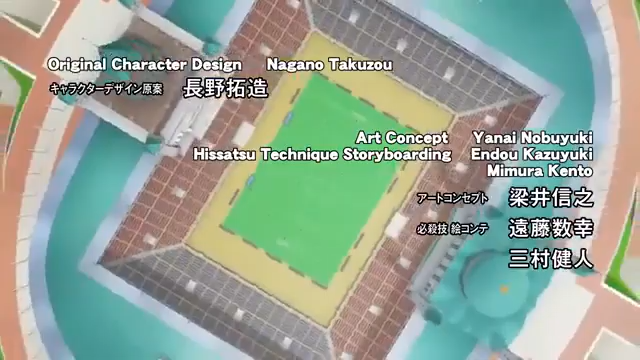 Original Character Design Nagano Takuzou
キャラクターデザイン原案 長野拓造
Art Concept Yanai Nobuyuki
Hissatsu Technique Storyboarding Endou Kazuyuki
Mimura Kento
アートコンセプト 梁井信之
必殺技 絵コンテ 遠藤数幸
三村健人